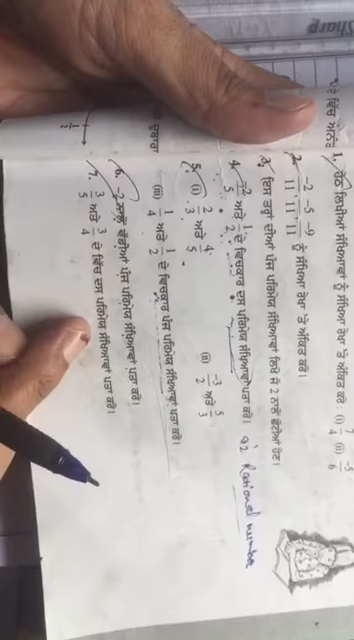 1. ਹੇਠ ਲਿਖੀਆਂ ਸੰਖਿਆਵਾਂ ਨੂੰ ਸੰਖਿਆ ਰੇਖਾ 'ਤੇ ਅੰਕਿਤ ਕਰੋ : (i) 7/4 (ii) -5/6
2. -2/11, -5/11, -9/11 ਨੂੰ ਸੰਖਿਆ ਰੇਖਾ 'ਤੇ ਅੰਕਿਤ ਕਰੋ।
3. ਇਸ ਤਰ੍ਹਾਂ ਦੀਆਂ ਪੰਜ ਪਰਿਮੇਯ ਸੰਖਿਆਵਾਂ ਲਿਖੋ ਜੋ 2 ਨਾਲੋਂ ਛੋਟੀਆਂ ਹੋਣ।
4. -2/5 ਅਤੇ 1/2 ਦੇ ਵਿਚਕਾਰ ਦਸ ਪਰਿਮੇਯ ਸੰਖਿਆਵਾਂ ਪਤਾ ਕਰੋ। Rational number
5. (i) 2/3 ਅਤੇ 4/5 (ii) -3/2 ਅਤੇ 5/3
(iii) 1/4 ਅਤੇ 1/2 ਦੇ ਵਿਚਕਾਰ ਪੰਜ ਪਰਿਮੇਯ ਸੰਖਿਆਵਾਂ ਪਤਾ ਕਰੋ।
6. -2 ਨਾਲੋਂ ਵੱਡੀਆਂ ਪੰਜ ਪਰਿਮੇਯ ਸੰਖਿਆਵਾਂ ਪਤਾ ਕਰੋ।
7. 3/5 ਅਤੇ 3/4 ਦੇ ਵਿੱਚ ਦਸ ਪਰਿਮੇਯ ਸੰਖਿਆਵਾਂ ਪਤਾ ਕਰੋ।
Sharp